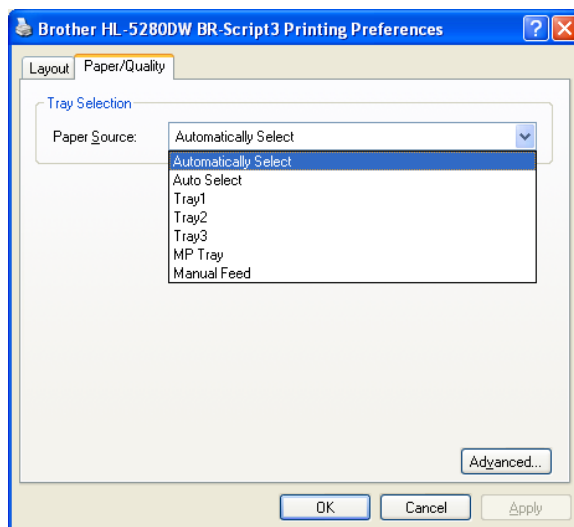 Brother HL-5280DW BR-Script3 Printing Preferences
Layout Paper/Quality
Tray Selection
Paper Source: Automatically Select
Automatically Select
Auto Select
Tray1
Tray2
Tray3
MP Tray
Manual Feed
Advanced...
OK Cancel Apply